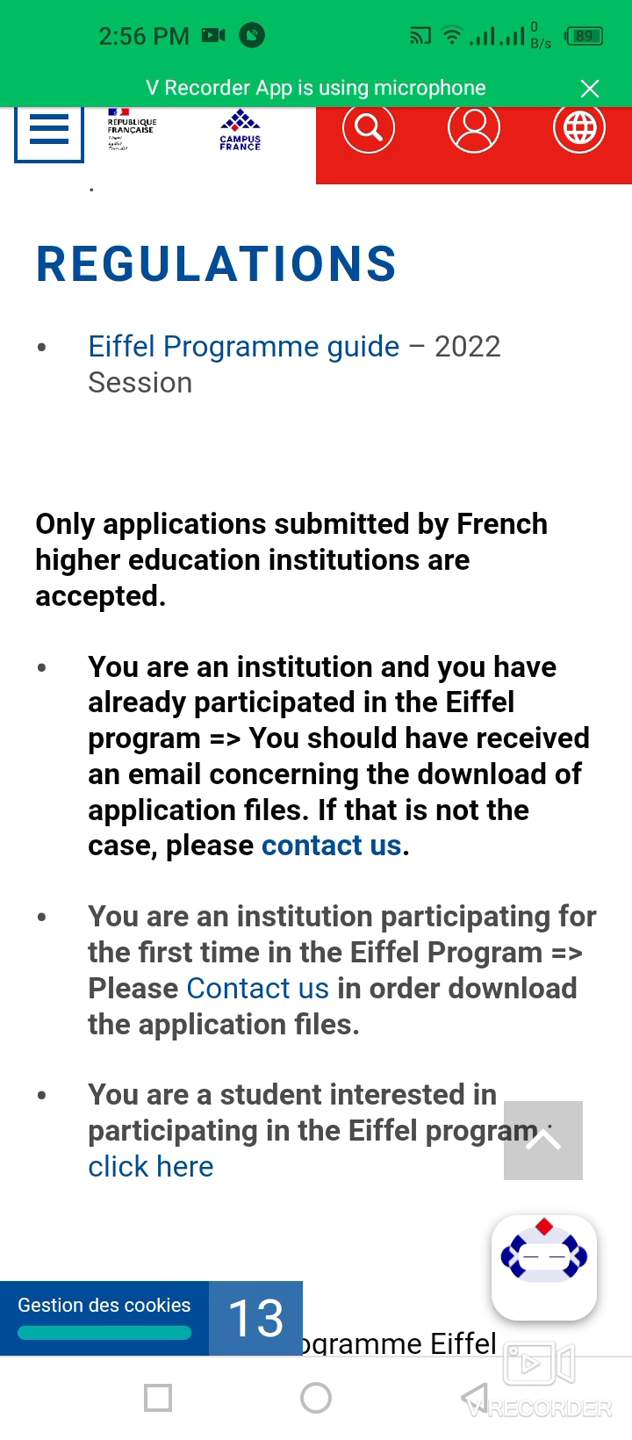 2:56 PM
0
B/s
89
V Recorder App is using microphone
RÉPUBLIQUE
FRANÇAISE
CAMPUS
FRANCE
REGULATIONS
• Eiffel Programme guide – 2022
Session
Only applications submitted by French
higher education institutions are
accepted.
• You are an institution and you have
already participated in the Eiffel
program => You should have received
an email concerning the download of
application files. If that is not the
case, please contact us.
• You are an institution participating for
the first time in the Eiffel Program =>
Please Contact us in order download
the application files.
• You are a student interested in
participating in the Eiffel program :
click here
Gestion des cookies
13
ogramme Eiffel
V RECORDER